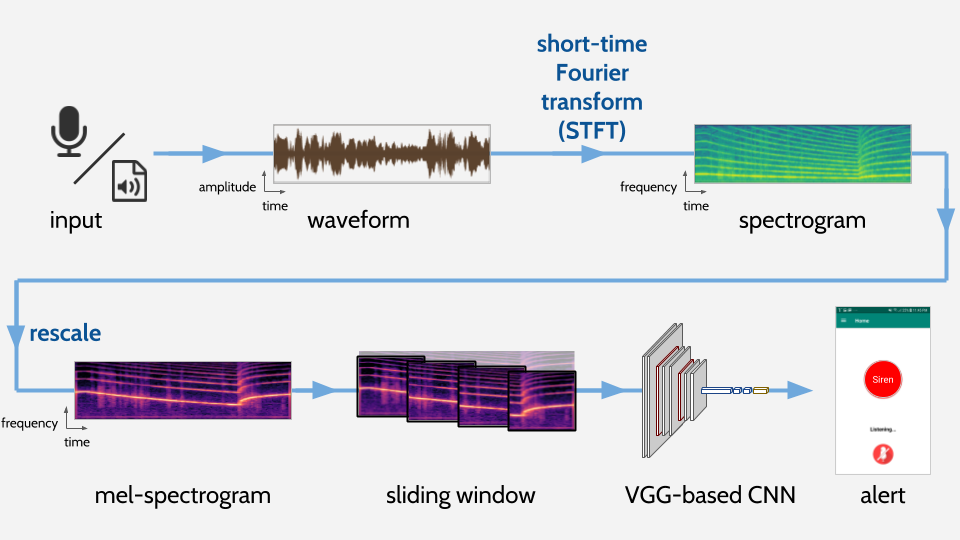 short-time
Fourier
transform
(STFT)
amplitude
time
input
waveform
frequency
time
spectrogram
rescale
Home
Siren
Listening...
frequency
time
mel-spectrogram
sliding window
VGG-based CNN
alert